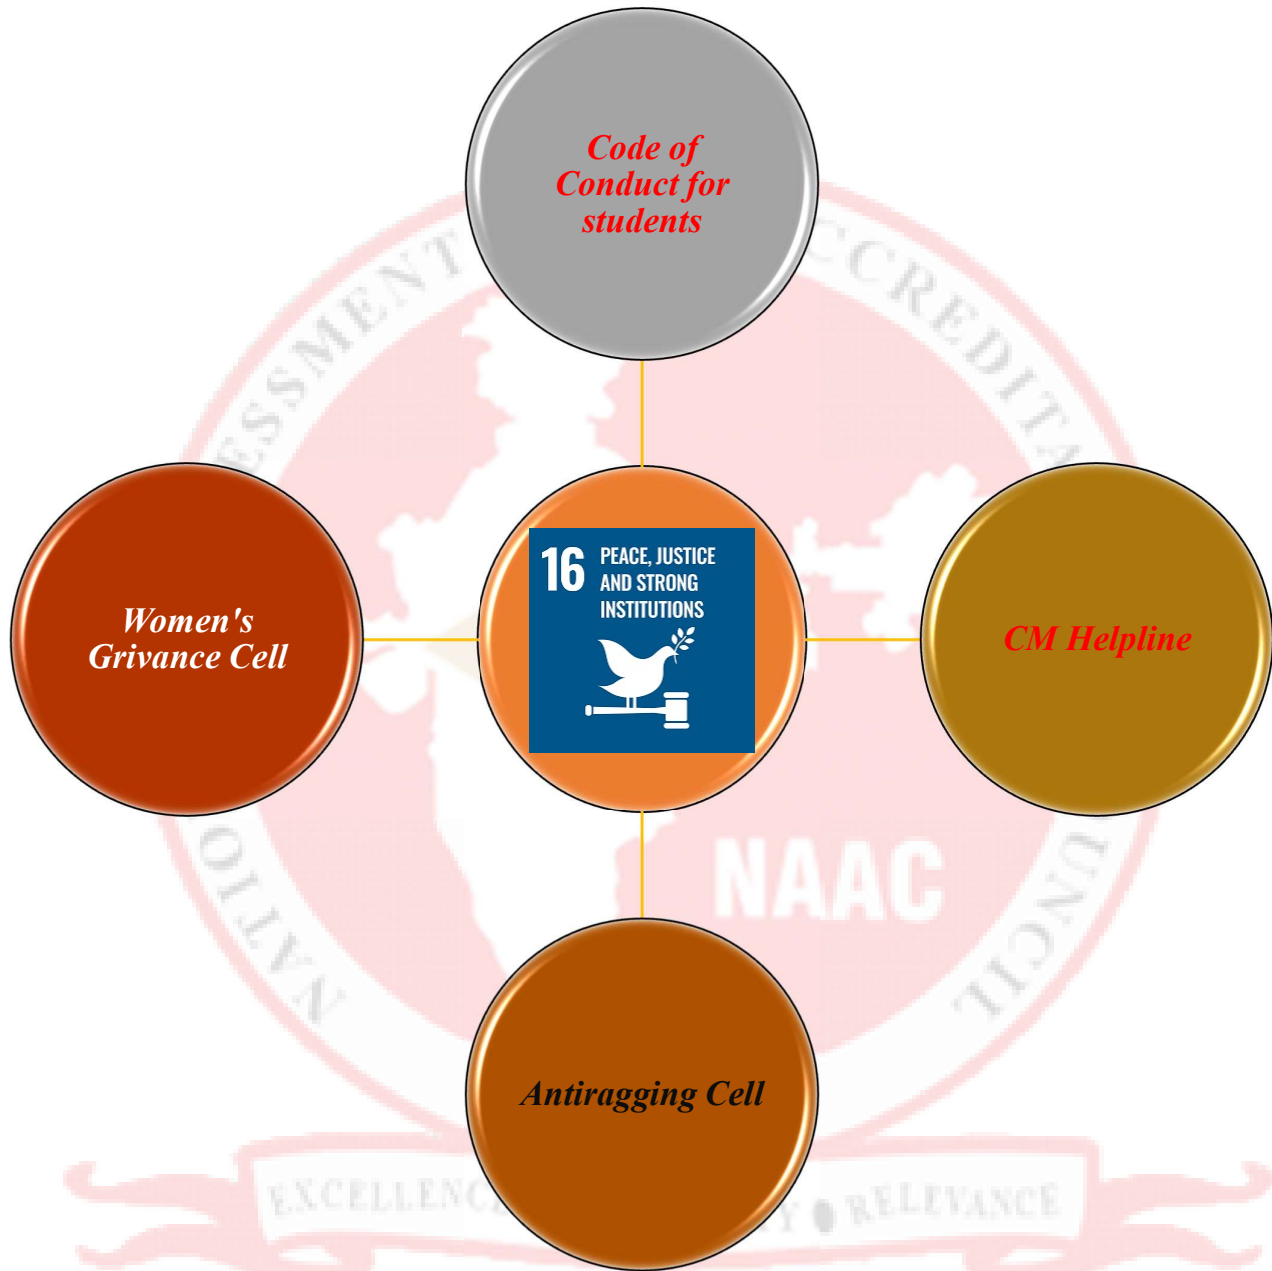 Code of
Conduct for
students
Women's
Grivance Cell
16 PEACE, JUSTICE
AND STRONG
INSTITUTIONS
CM Helpline
NAAC
Antiragging Cell
RELEVANCE